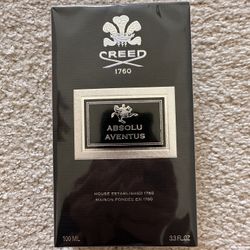 CREED
1760
ABSOLU
AVENTUS
HOUSE ESTABLISHED 1760
MAISON FONDÉE EN 1760
100 ML
3.3 FL.OZ